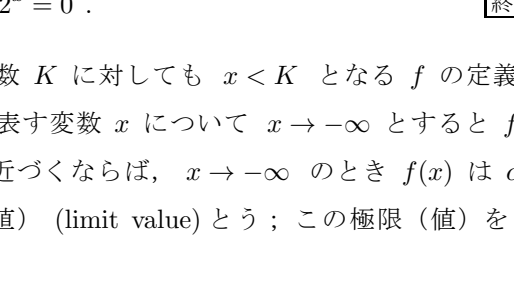 2ˣ = 0 . 終
数 K に対しても x < K となる f の定義
表す変数 x について x → −∞ とすると f
近づくならば, x → −∞ のとき f(x) は
値） (limit value) とう ; この極限（値）を